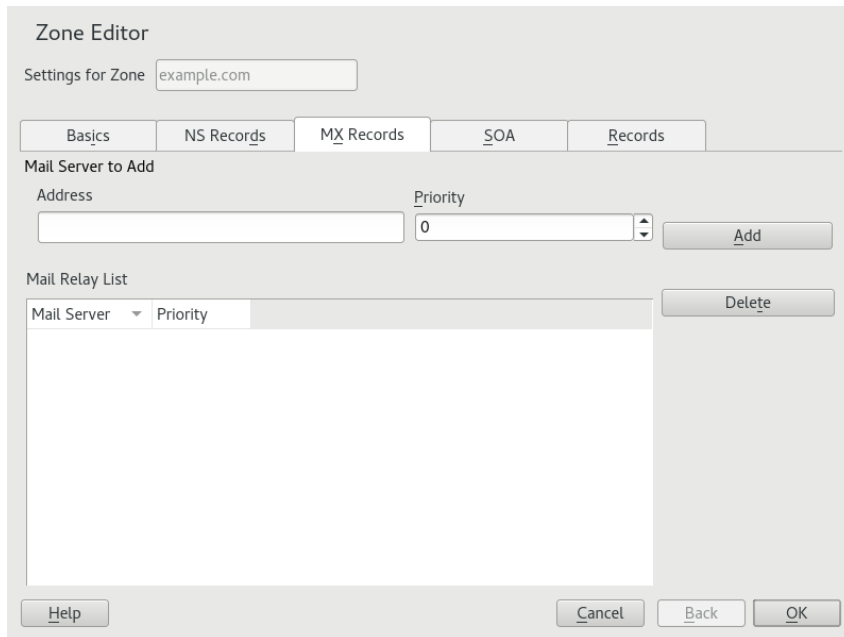 Zone Editor
Settings for Zone example.com
Basics NS Records MX Records SOA Records
Mail Server to Add
Address Priority
0 Add
Mail Relay List
Delete
Mail Server Priority
Help Cancel Back OK